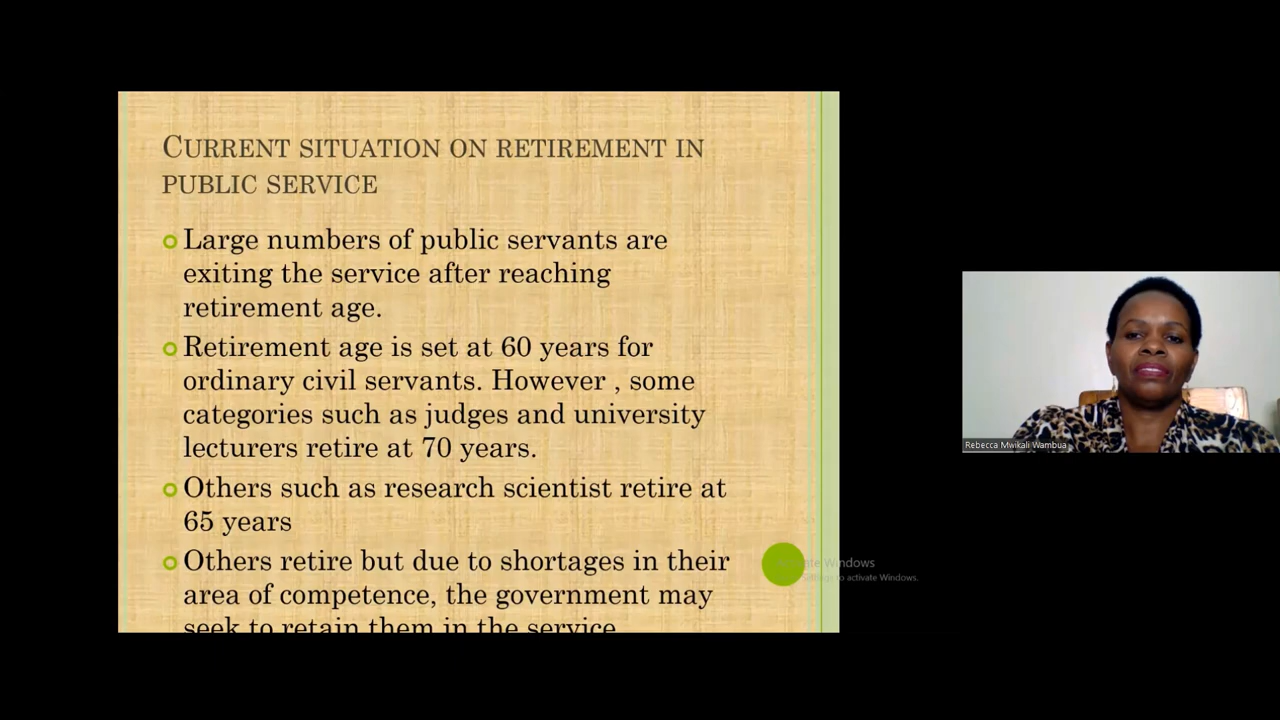 CURRENT SITUATION ON RETIREMENT IN
PUBLIC SERVICE
Large numbers of public servants are
exiting the service after reaching
retirement age.
Retirement age is set at 60 years for
ordinary civil servants. However , some
categories such as judges and university
lecturers retire at 70 years.
Others such as research scientist retire at
65 years
Others retire but due to shortages in their
area of competence, the government may
seek to retain them in the service
Windows
to activate Windows.
Rebecca Mwikali Wambua